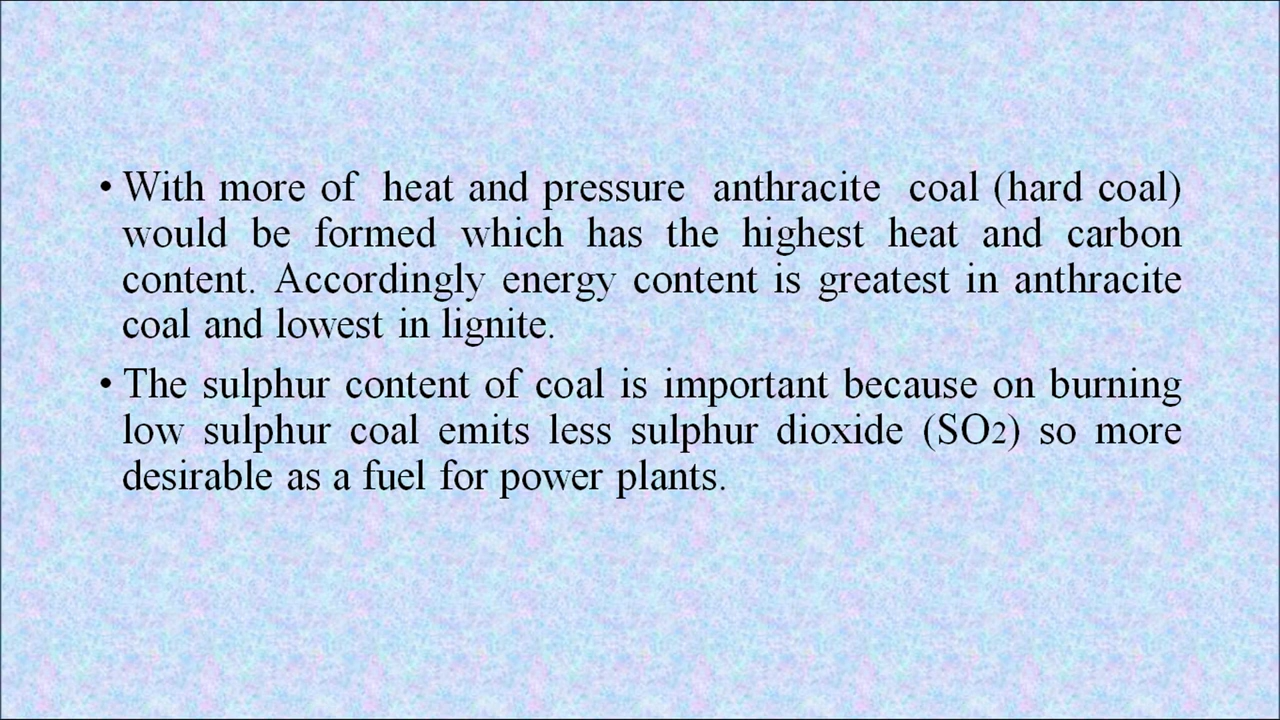 • With more of heat and pressure anthracite coal (hard coal)
would be formed which has the highest heat and carbon
content. Accordingly energy content is greatest in anthracite
coal and lowest in lignite.
• The sulphur content of coal is important because on burning
low sulphur coal emits less sulphur dioxide (SO2) so more
desirable as a fuel for power plants.